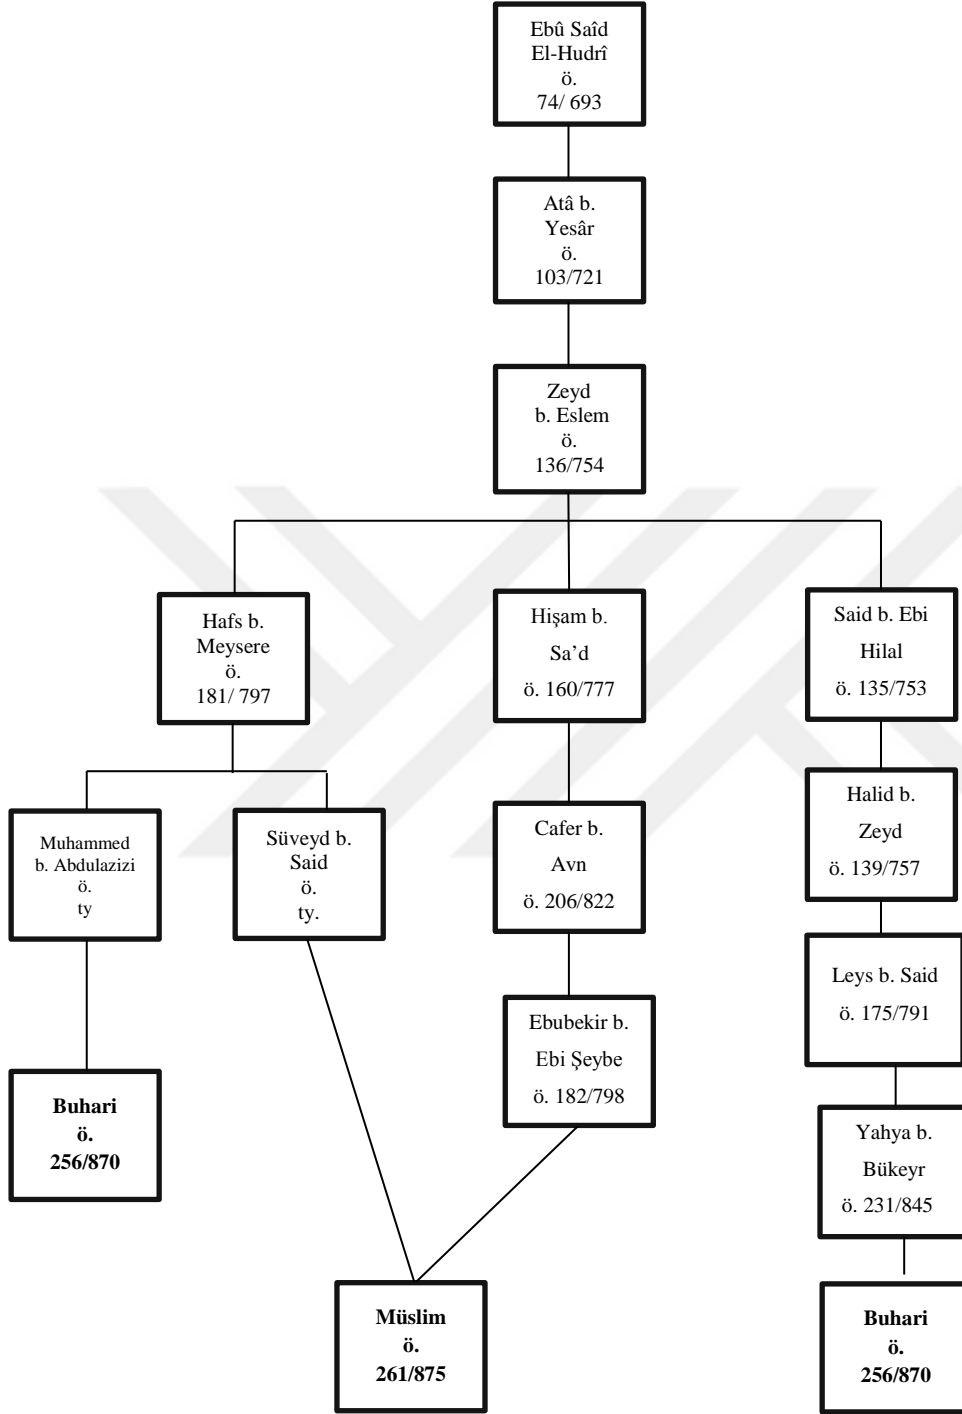 Ebû Saîd
El-Hudrî
ö.
74/ 693
Atâ b.
Yesâr
ö.
103/721
Zeyd
b. Eslem
ö.
136/754
Hafs b.
Meysere
ö.
181/ 797
Hişam b.
Sa’d
ö. 160/777
Said b. Ebi
Hilal
ö. 135/753
Muhammed
b. Abdulazizi
ö.
ty
Süveyd b.
Said
ö.
ty.
Cafer b.
Avn
ö. 206/822
Halid b.
Zeyd
ö. 139/757
Leys b. Said
ö. 175/791
Ebubekir b.
Ebi Şeybe
ö. 182/798
Buhari
ö.
256/870
Yahya b.
Bükeyr
ö. 231/845
Müslim
ö.
261/875
Buhari
ö.
256/870